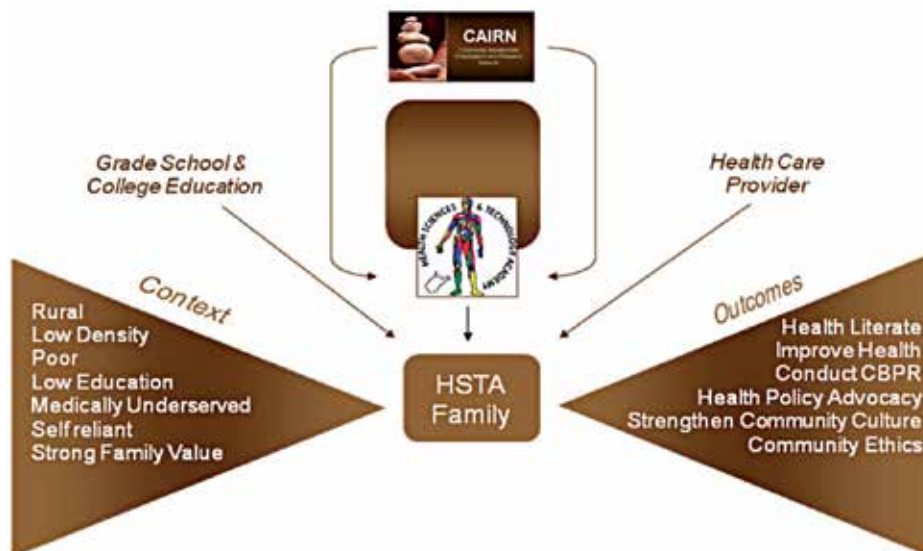 CAIRN
Grade School &
College Education
Health Care
Provider
HEALTH SCIENCES & TECHNOLOGY ACADEMY
Context
Rural
Low Density
Poor
Low Education
Medically Underserved
Self reliant
Strong Family Value
HSTA
Family
Outcomes
Health Literate
Improve Health
Conduct CBPR
Health Policy Advocacy
Strengthen Community Culture
Community Ethics